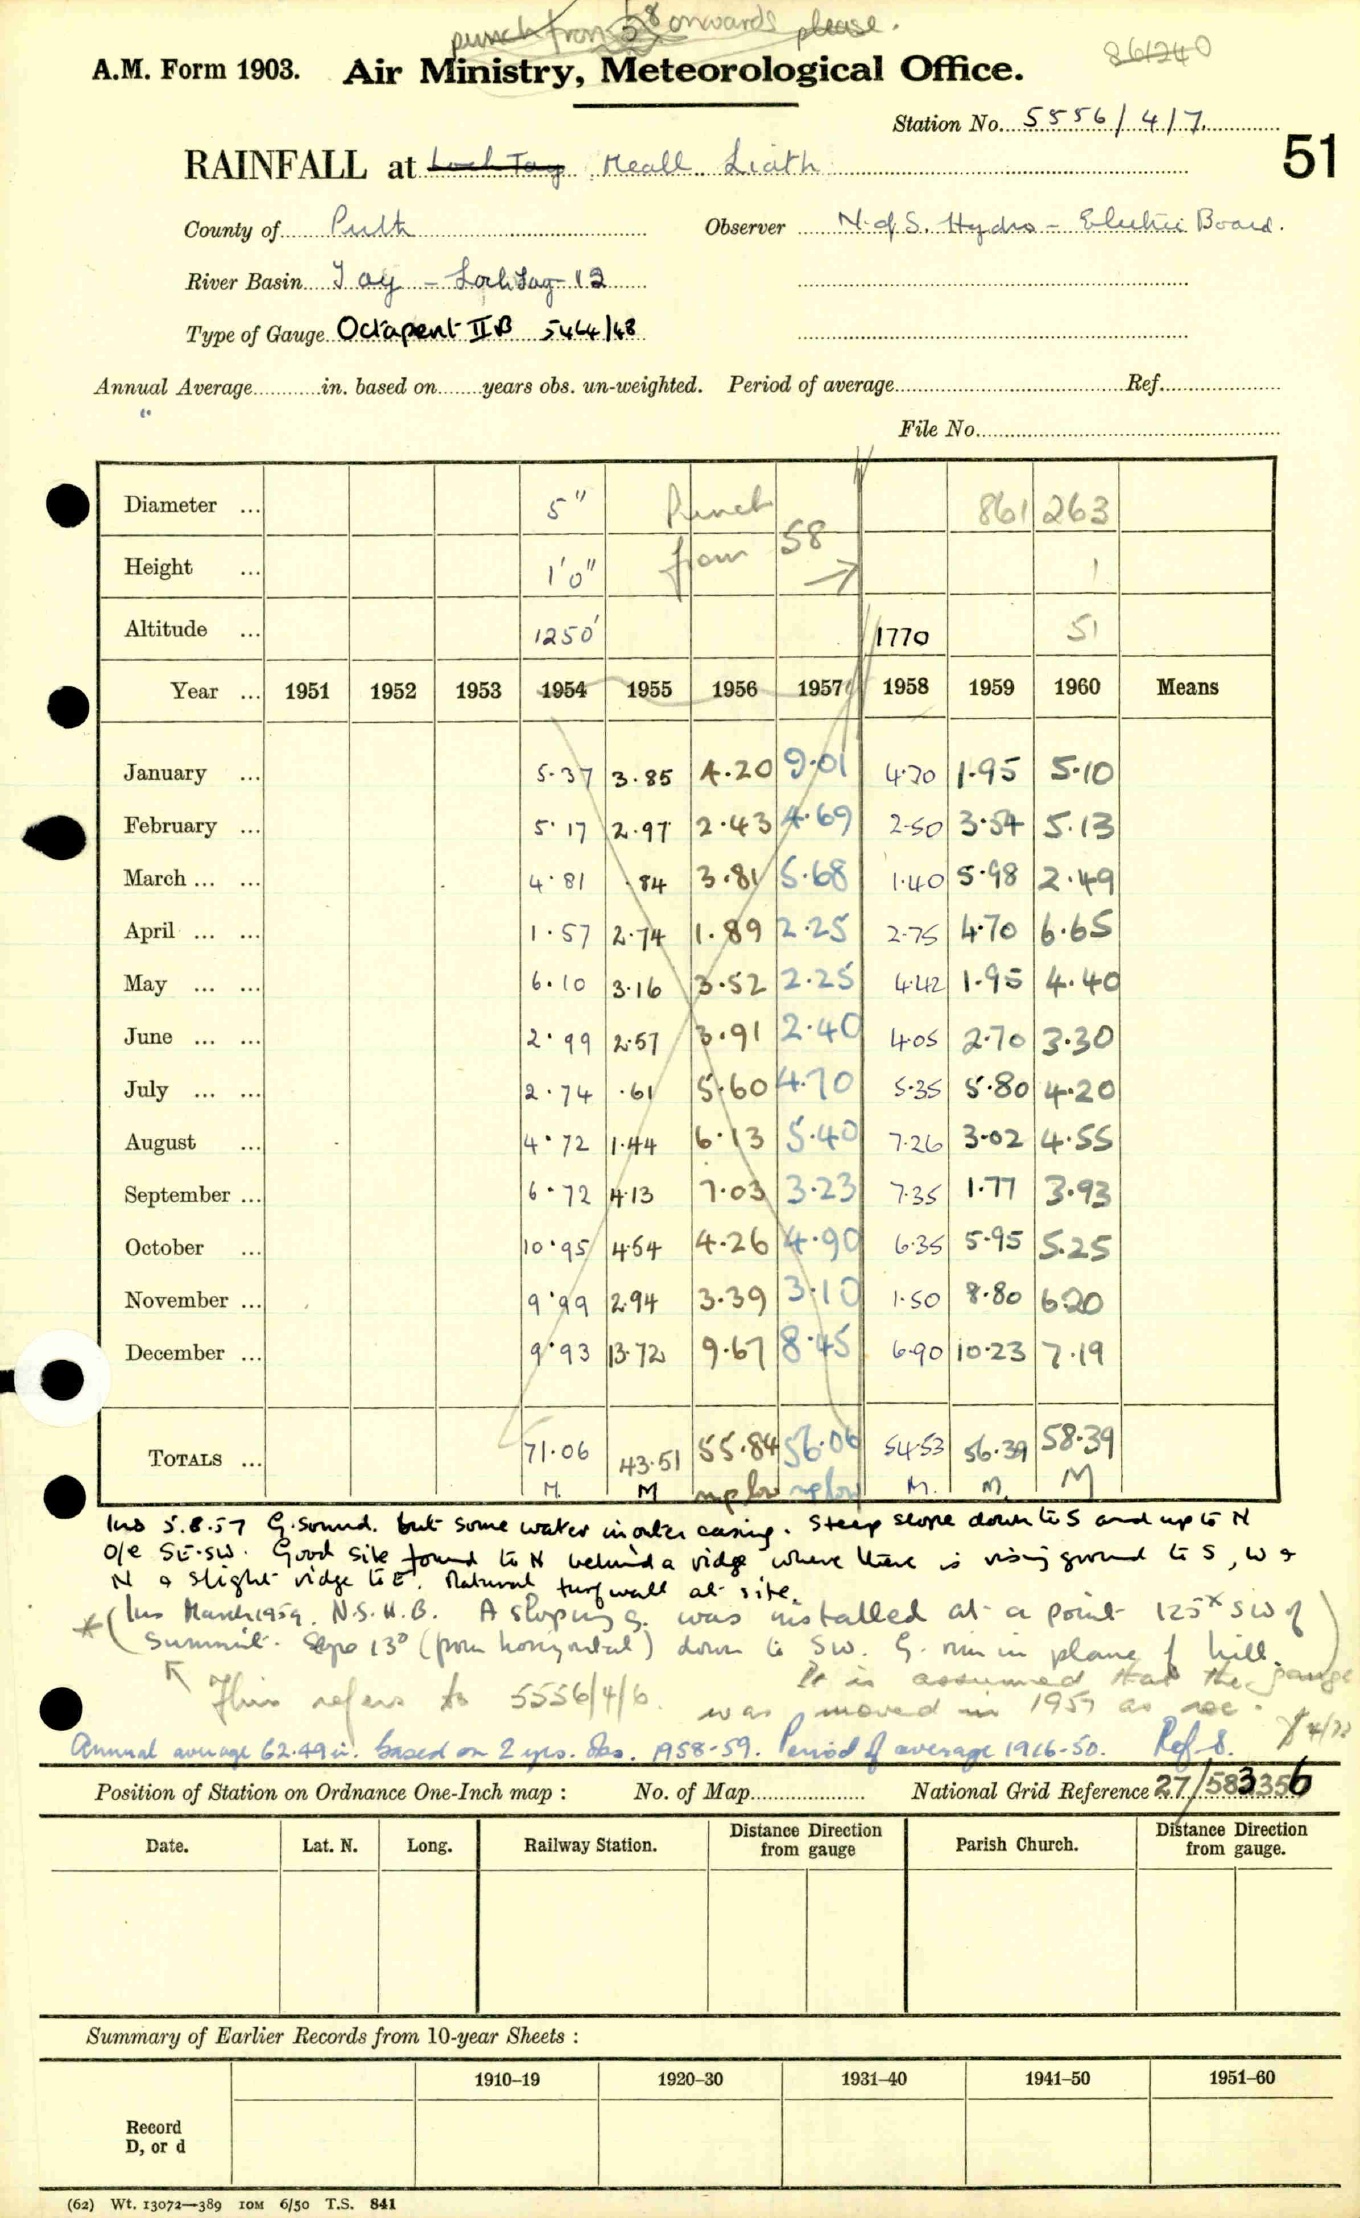 punch from 58 onwards please.
861240
A.M. Form 1903. Air Ministry, Meteorological Office.
Station No. 5556/4/7
51
RAINFALL at Loch Tay Meall Liath
County of Perth Observer N. of S. Hydro - Electric Board.
River Basin Tay - Loch Tay - 12
Type of Gauge Octapent II B 5464/48
Annual Average in. based on years obs. un-weighted. Period of average Ref.
"
File No.
Diameter ... 5" Punch 861 263
Height ... 1'0" from 58 → 1
Altitude ... 1250' 1770 51
Year ... 1951 1952 1953 1954 1955 1956 1957 1958 1959 1960 Means
January ... 5.37 3.85 4.20 9.01 4.70 1.95 5.10
February ... 5.17 2.97 2.43 4.69 2.50 3.54 5.13
March ... ... 4.81 .84 3.81 5.68 1.40 5.98 2.49
April ... ... 1.57 2.74 1.89 2.25 2.75 4.70 6.65
May ... ... 6.10 3.16 3.52 2.25 4.42 1.95 4.40
June ... ... 2.99 2.57 3.91 2.40 4.05 2.70 3.30
July ... ... 2.74 .61 5.60 4.70 5.35 5.80 4.20
August ... 4.72 1.44 6.13 5.40 7.26 3.02 4.55
September ... 6.72 4.13 7.03 3.23 7.35 1.77 3.93
October ... 10.95 4.54 4.26 4.90 6.35 5.95 5.25
November ... 9.99 2.94 3.39 3.10 1.50 8.80 6.20
December ... 9.93 13.72 9.67 8.45 6.90 10.23 7.19
TOTALS ... 71.06 43.51 55.84 56.06 54.53 56.39 58.39
M. M M. M. M
Ins 5.8.57 G. sound. but some water in outer casing. Steep slope down to S and up to N
O/e SE-SW. Good site found to N behind a ridge where there is rising ground to S, W &
N & slight ridge to E. Natural turf wall at site.
* (Ins March 1959. N.S.H.B. A sloping g. was installed at a point 125x SW of
summit. Slope 13° (from horizontal) down to SW. G. rim in plane of hill.)
↖ This refers to 5556/4/6. It is assumed that the gauge
was moved in 1957 as rec. 4/72
Annual average 62.49 in. based on 2 yrs. obs. 1958-59. Period of average 1916-50. Ref 8.
Position of Station on Ordnance One-Inch map : No. of Map National Grid Reference 27/583356
Date. Lat. N. Long. Railway Station. Distance Direction from gauge Parish Church. Distance Direction from gauge.
Summary of Earlier Records from 10-year Sheets :
1910–19 1920–30 1931–40 1941–50 1951–60
Record
D, or d
(62) Wt. 13072—389 10M 6/50 T.S. 841